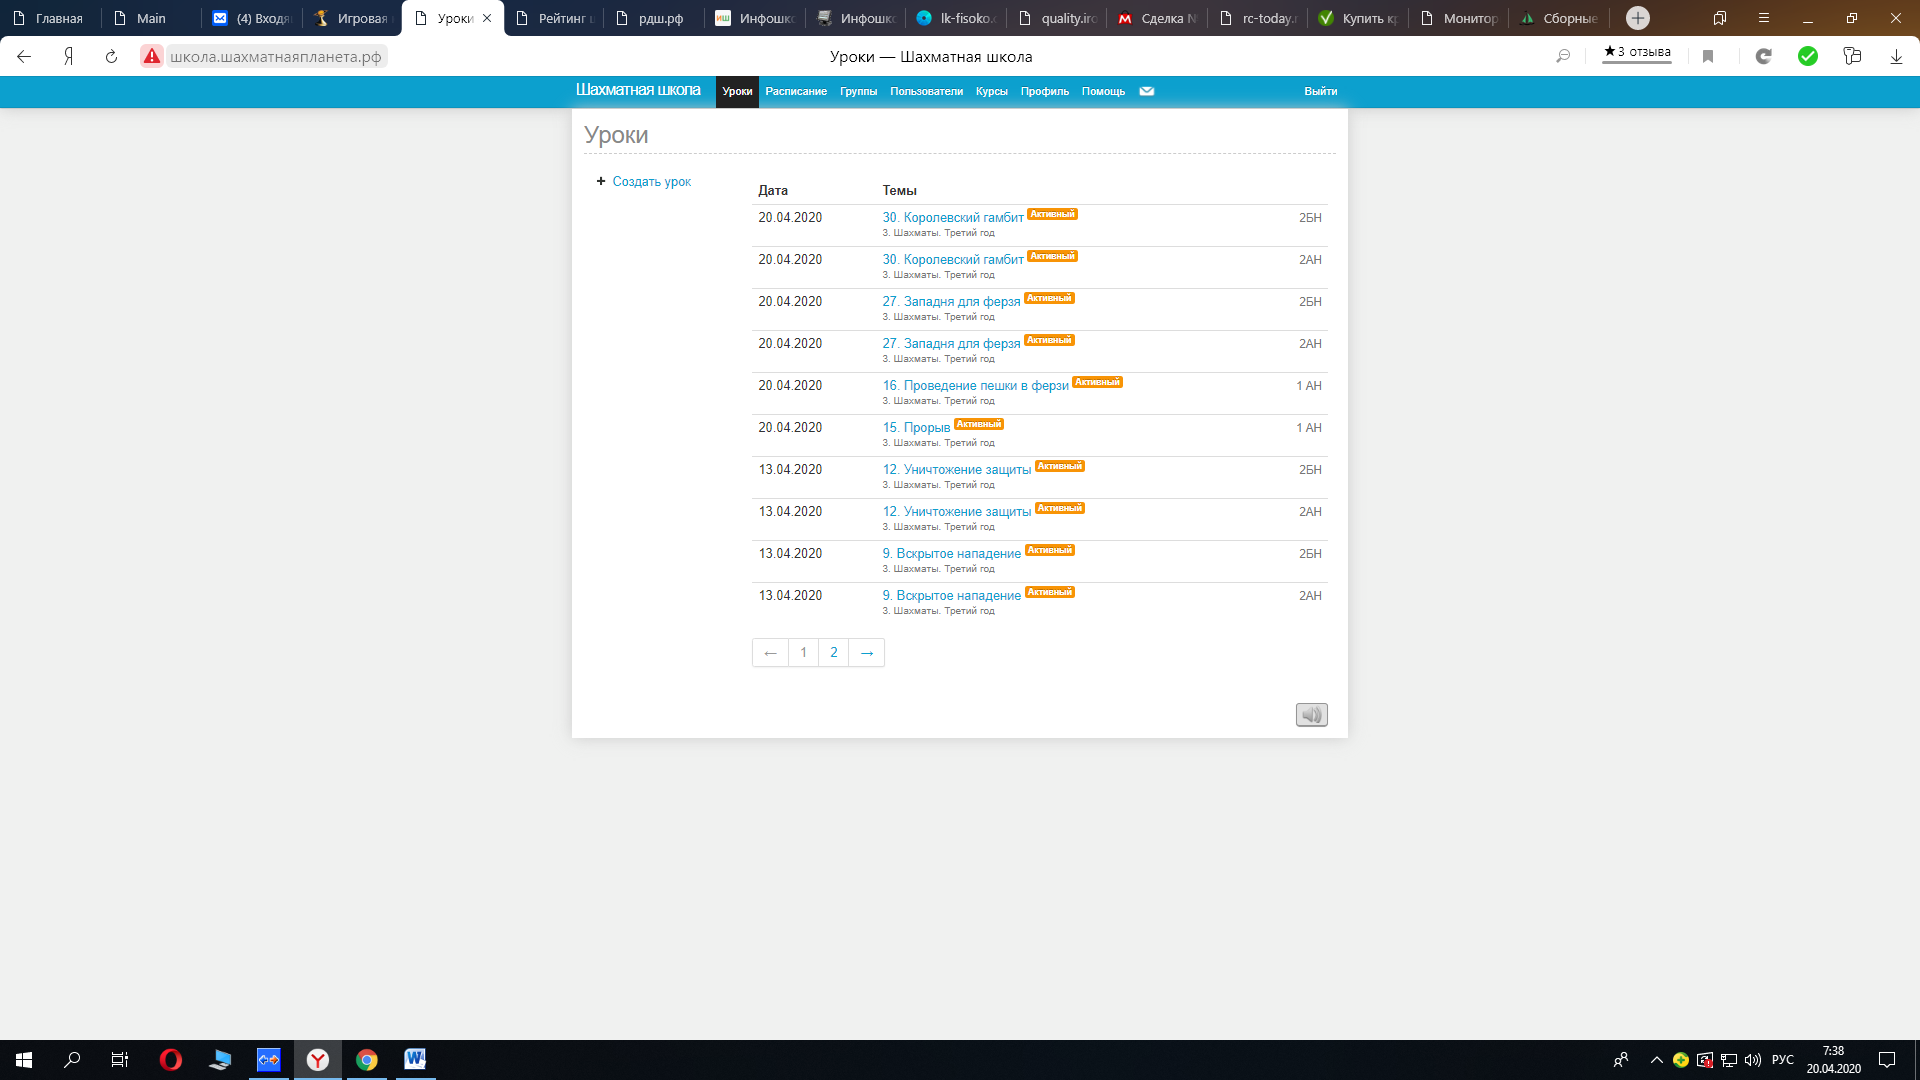 Главная
Main
(4) Входя
Игровая
Уроки
Рейтинг ш
рдш.рф
Инфошко
Инфошко
lk-fisoko.
quality.iro
Сделка N
rc-today.r
Купить кр
Монитор
Сборные
школа.шахматнаяпланета.рф
Уроки — Шахматная школа
★3 отзыва
Шахматная школа
Уроки
Расписание
Группы
Пользователи
Курсы
Профиль
Помощь
Выйти
Уроки
+ Создать урок
Дата Темы
20.04.2020 30. Королевский гамбит Активный 2БН
3. Шахматы. Третий год
20.04.2020 30. Королевский гамбит Активный 2АН
3. Шахматы. Третий год
20.04.2020 27. Западня для ферзя Активный 2БН
3. Шахматы. Третий год
20.04.2020 27. Западня для ферзя Активный 2АН
3. Шахматы. Третий год
20.04.2020 16. Проведение пешки в ферзи Активный 1 АН
3. Шахматы. Третий год
20.04.2020 15. Прорыв Активный 1 АН
3. Шахматы. Третий год
13.04.2020 12. Уничтожение защиты Активный 2БН
3. Шахматы. Третий год
13.04.2020 12. Уничтожение защиты Активный 2АН
3. Шахматы. Третий год
13.04.2020 9. Вскрытое нападение Активный 2БН
3. Шахматы. Третий год
13.04.2020 9. Вскрытое нападение Активный 2АН
3. Шахматы. Третий год
← 1 2 →
РУС
7:38
20.04.2020